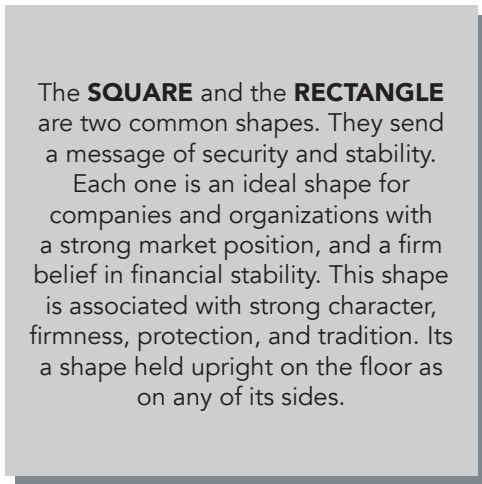 The SQUARE and the RECTANGLE
are two common shapes. They send
a message of security and stability.
Each one is an ideal shape for
companies and organizations with
a strong market position, and a firm
belief in financial stability. This shape
is associated with strong character,
firmness, protection, and tradition. Its
a shape held upright on the floor as
on any of its sides.